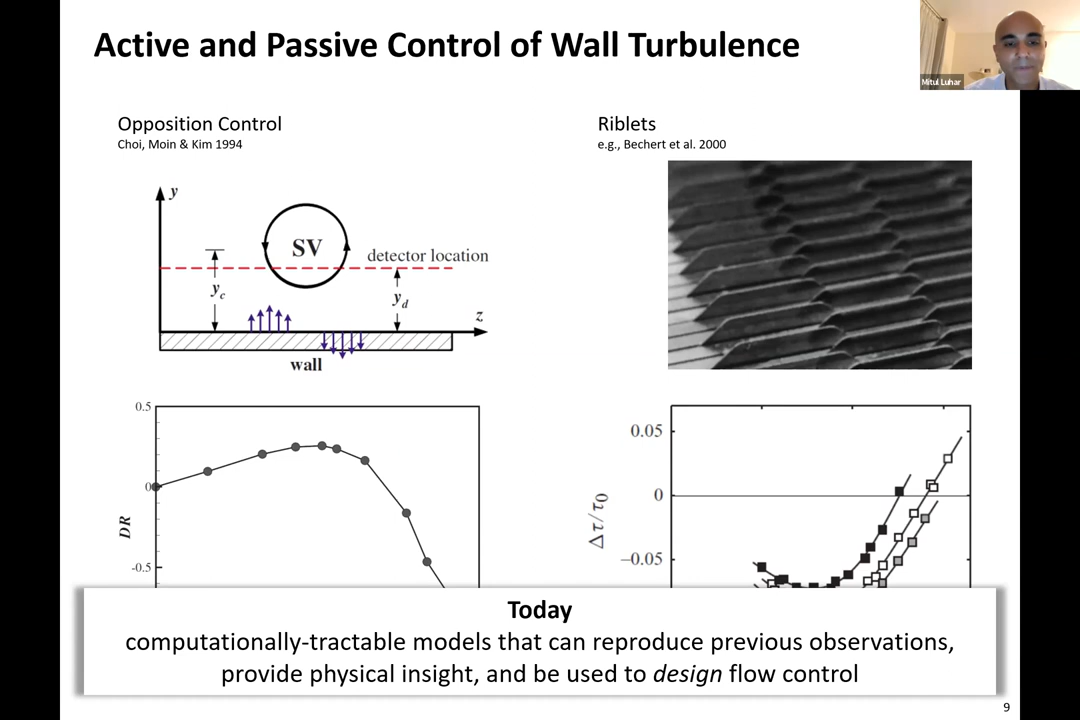 Active and Passive Control of Wall Turbulence
Mitul Luhar
Opposition Control
Choi, Moin & Kim 1994
y
SV
detector location
y_c
y_d
z
wall
0.5
0
-0.5
DR
Riblets
e.g., Bechert et al. 2000
0.05
0
−0.05
Δτ/τ0
Today
computationally-tractable models that can reproduce previous observations,
provide physical insight, and be used to design flow control
9